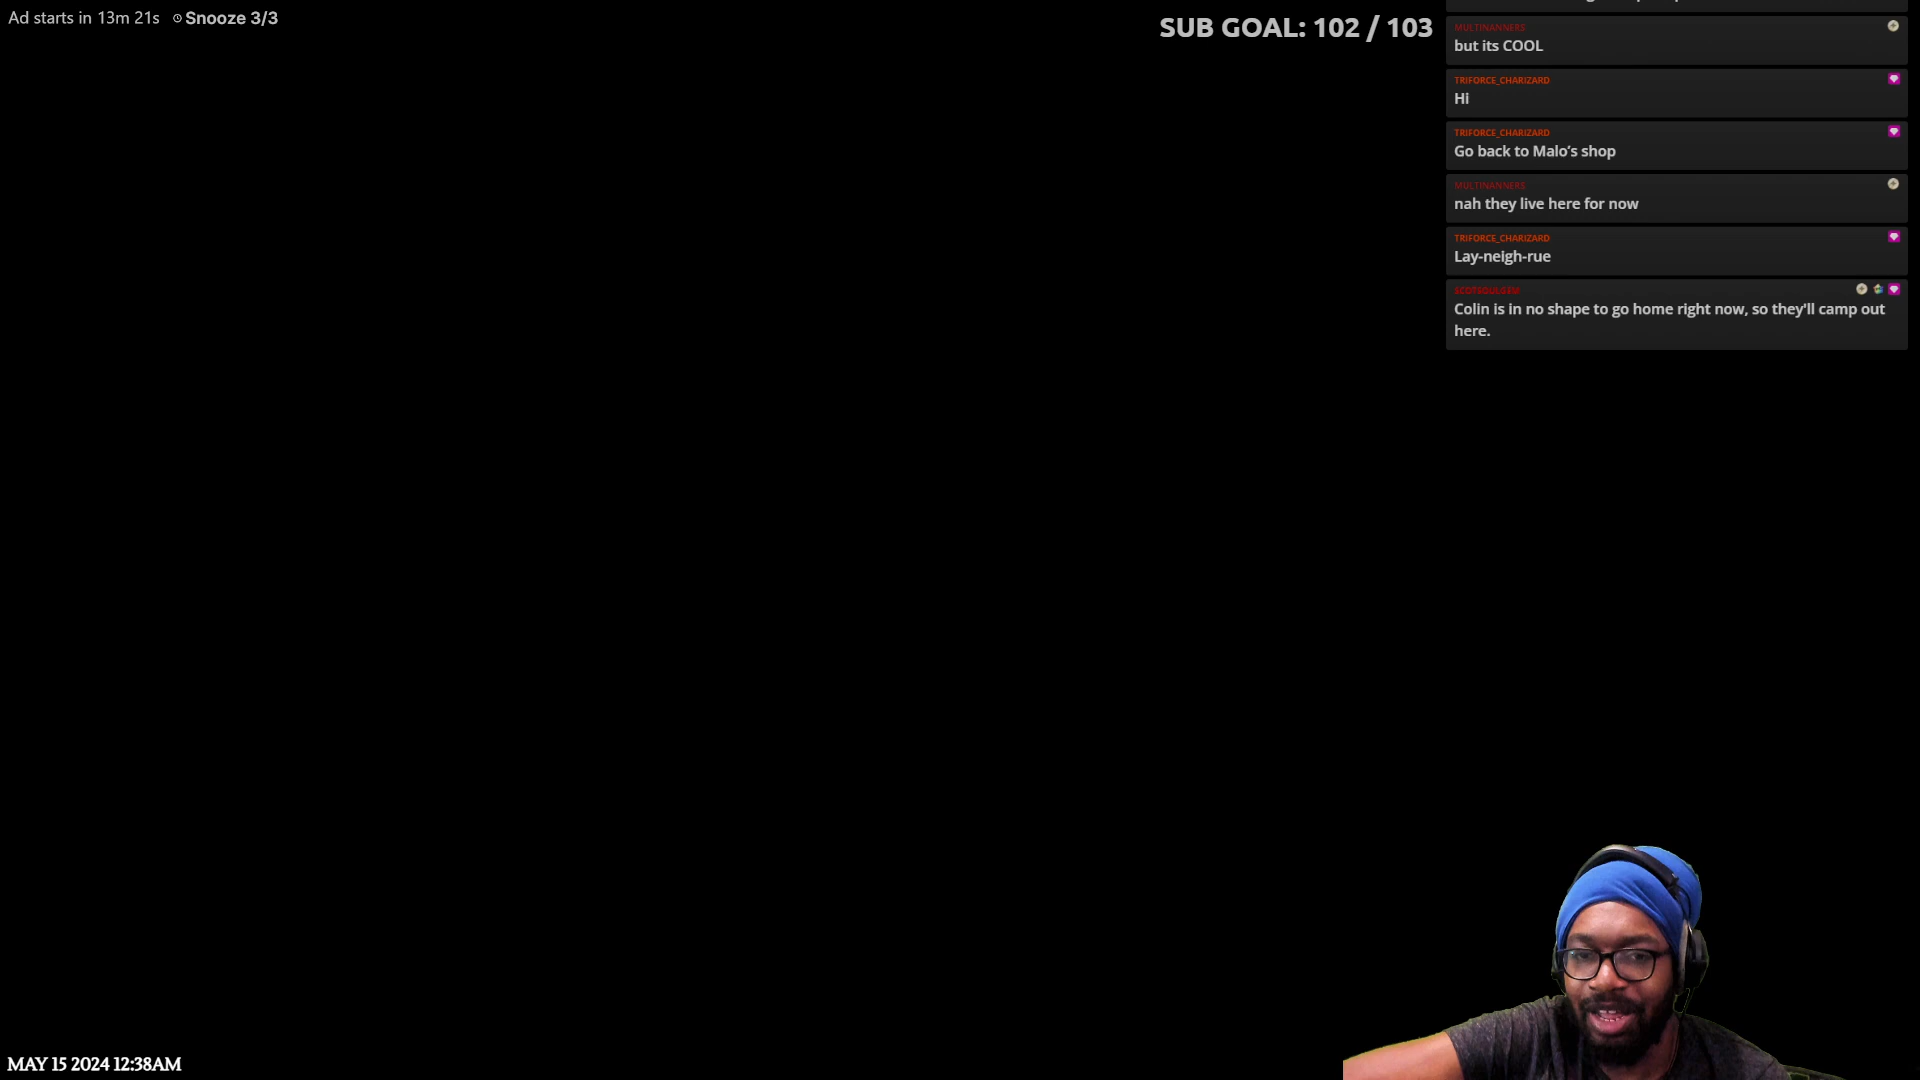 Ad starts in 13m 21s Snooze 3/3
SUB GOAL: 102 / 103
MULTINANNERS
but its COOL
TRIFORCE_CHARIZARD
Hi
TRIFORCE_CHARIZARD
Go back to Malo's shop
MULTINANNERS
nah they live here for now
TRIFORCE_CHARIZARD
Lay-neigh-rue
Colin is in no shape to go home right now, so they'll camp out
here.
MAY 15 2024 12:38AM